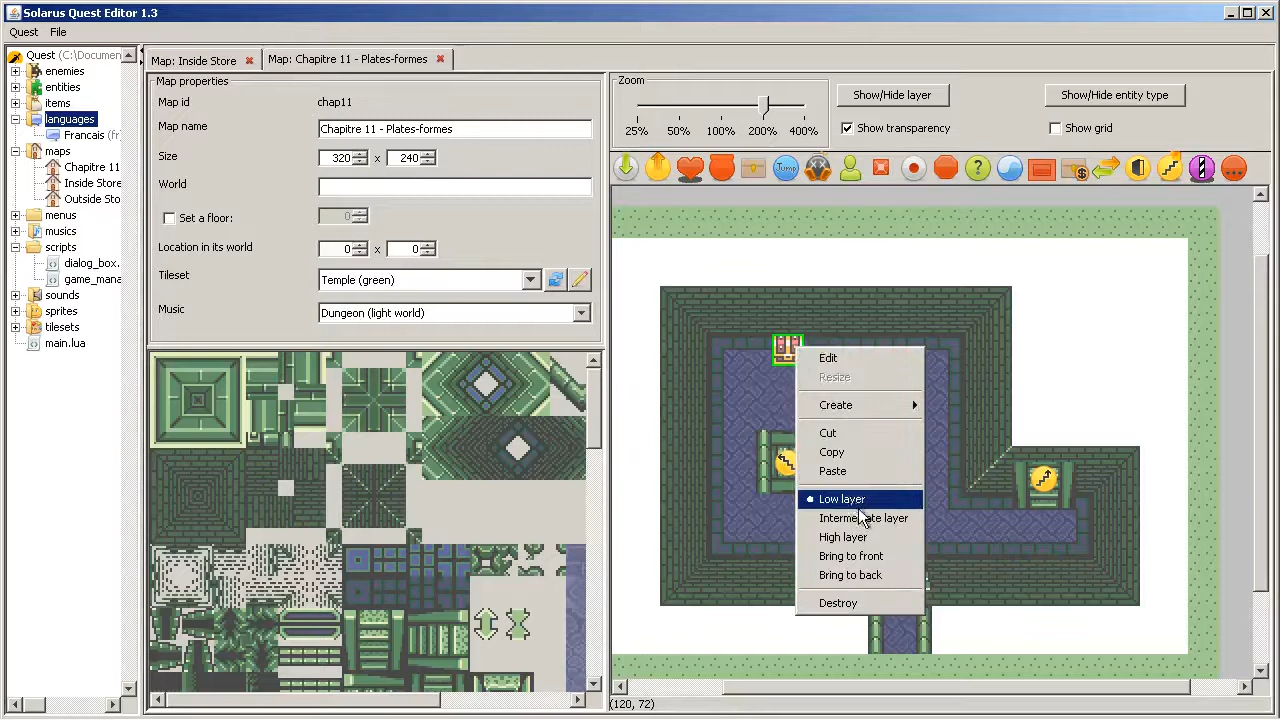 Solarus Quest Editor 1.3
Quest File
Quest (C:\Documen
enemies
entities
items
languages
Francais (fr)
maps
Chapitre 11
Inside Store
Outside Sto
menus
musics
scripts
dialog_box.
game_mana
sounds
sprites
tilesets
main.lua
Map: Inside Store
Map: Chapitre 11 - Plates-formes
Map properties
Map id chap11
Map name Chapitre 11 - Plates-formes
Size 320 x 240
World
Set a floor: 0
Location in its world 0 x 0
Tileset Temple (green)
Music Dungeon (light world)
Zoom
25% 50% 100% 200% 400%
Show/Hide layer
Show/Hide entity type
Show transparency
Show grid
Jump
?
$
Edit
Resize
Create
Cut
Copy
Paste
Low layer
Intermediate layer
High layer
Bring to front
Bring to back
Destroy
(120, 72)